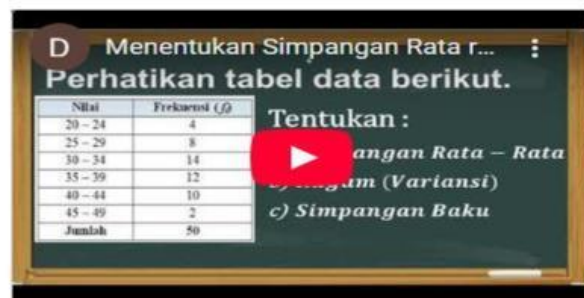 D Menentukan Simpangan Rata r...
Perhatikan tabel data berikut.
Nilai Frekuensi (fi)
20 – 24 4
25 – 29 8
30 – 34 14
35 – 39 12
40 – 44 10
45 – 49 2
Jumlah 50
Tentukan :
angan Rata – Rata
(Variansi)
c) Simpangan Baku